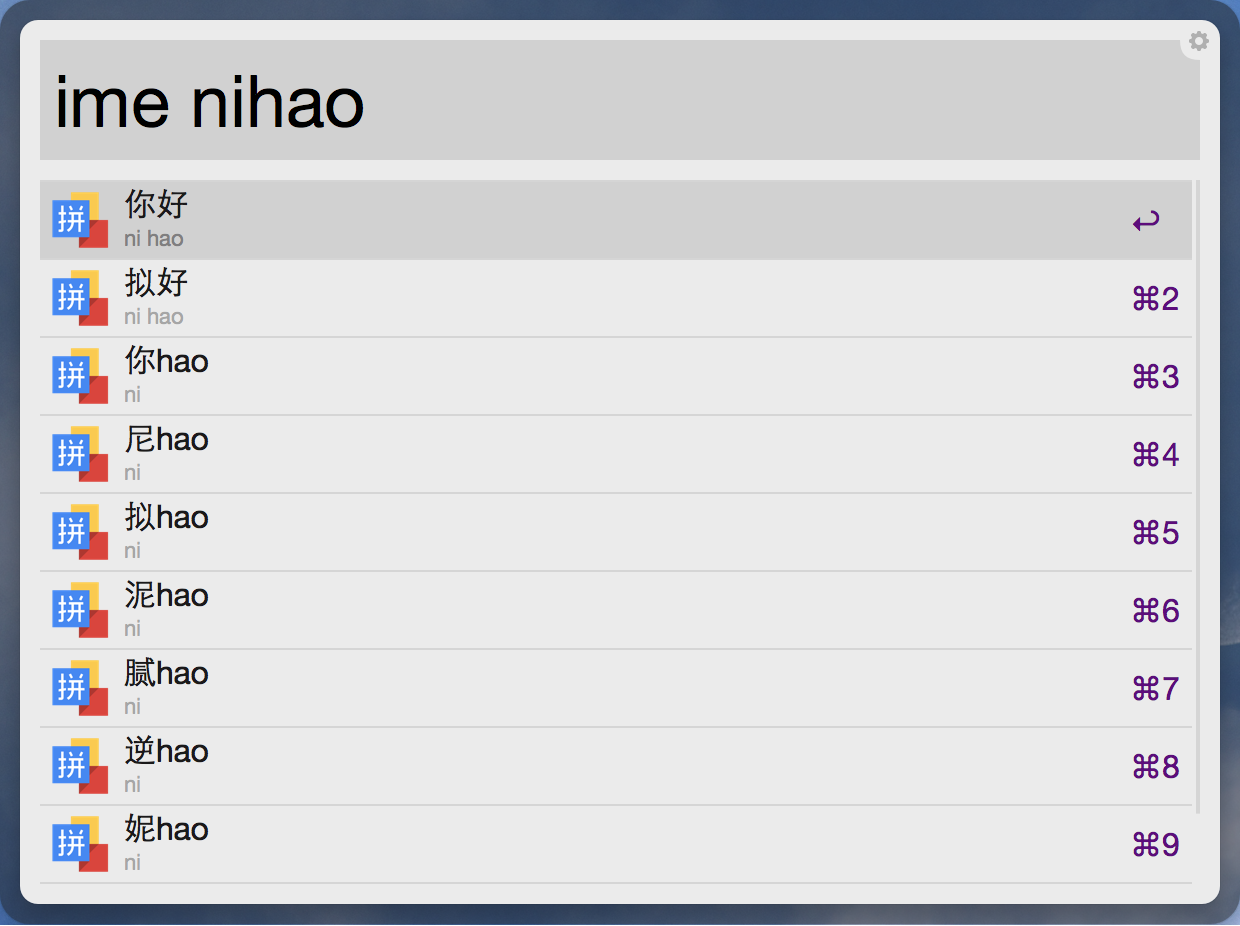 ime nihao
拼 你好
ni hao
拼 拟好
ni hao
⌘2
拼 你hao
ni
⌘3
拼 尼hao
ni
⌘4
拼 拟hao
ni
⌘5
拼 泥hao
ni
⌘6
拼 腻hao
ni
⌘7
拼 逆hao
ni
⌘8
拼 妮hao
ni
⌘9